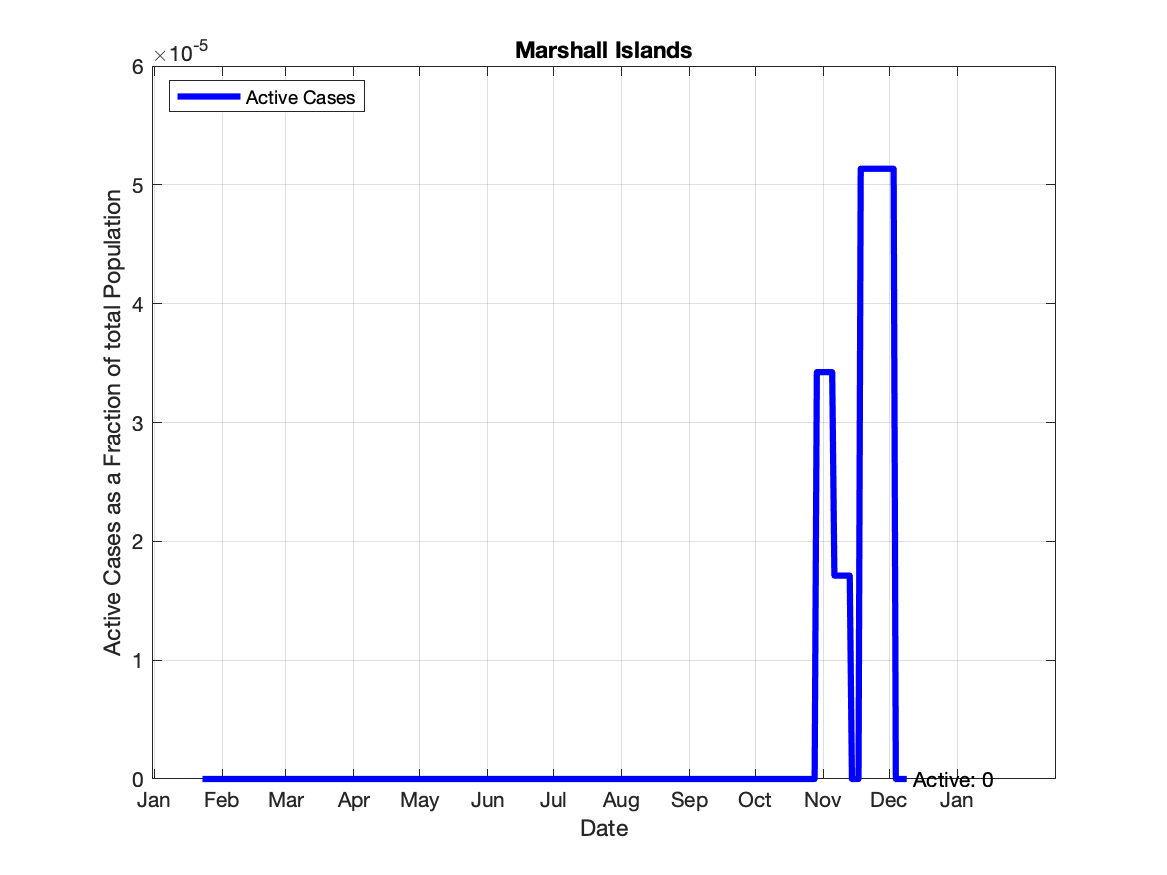 Marshall Islands
×10-5
Active Cases
6
5
4
3
2
1
0
Active Cases as a Fraction of total Population
Active: 0
Jan Feb Mar Apr May Jun Jul Aug Sep Oct Nov Dec Jan
Date